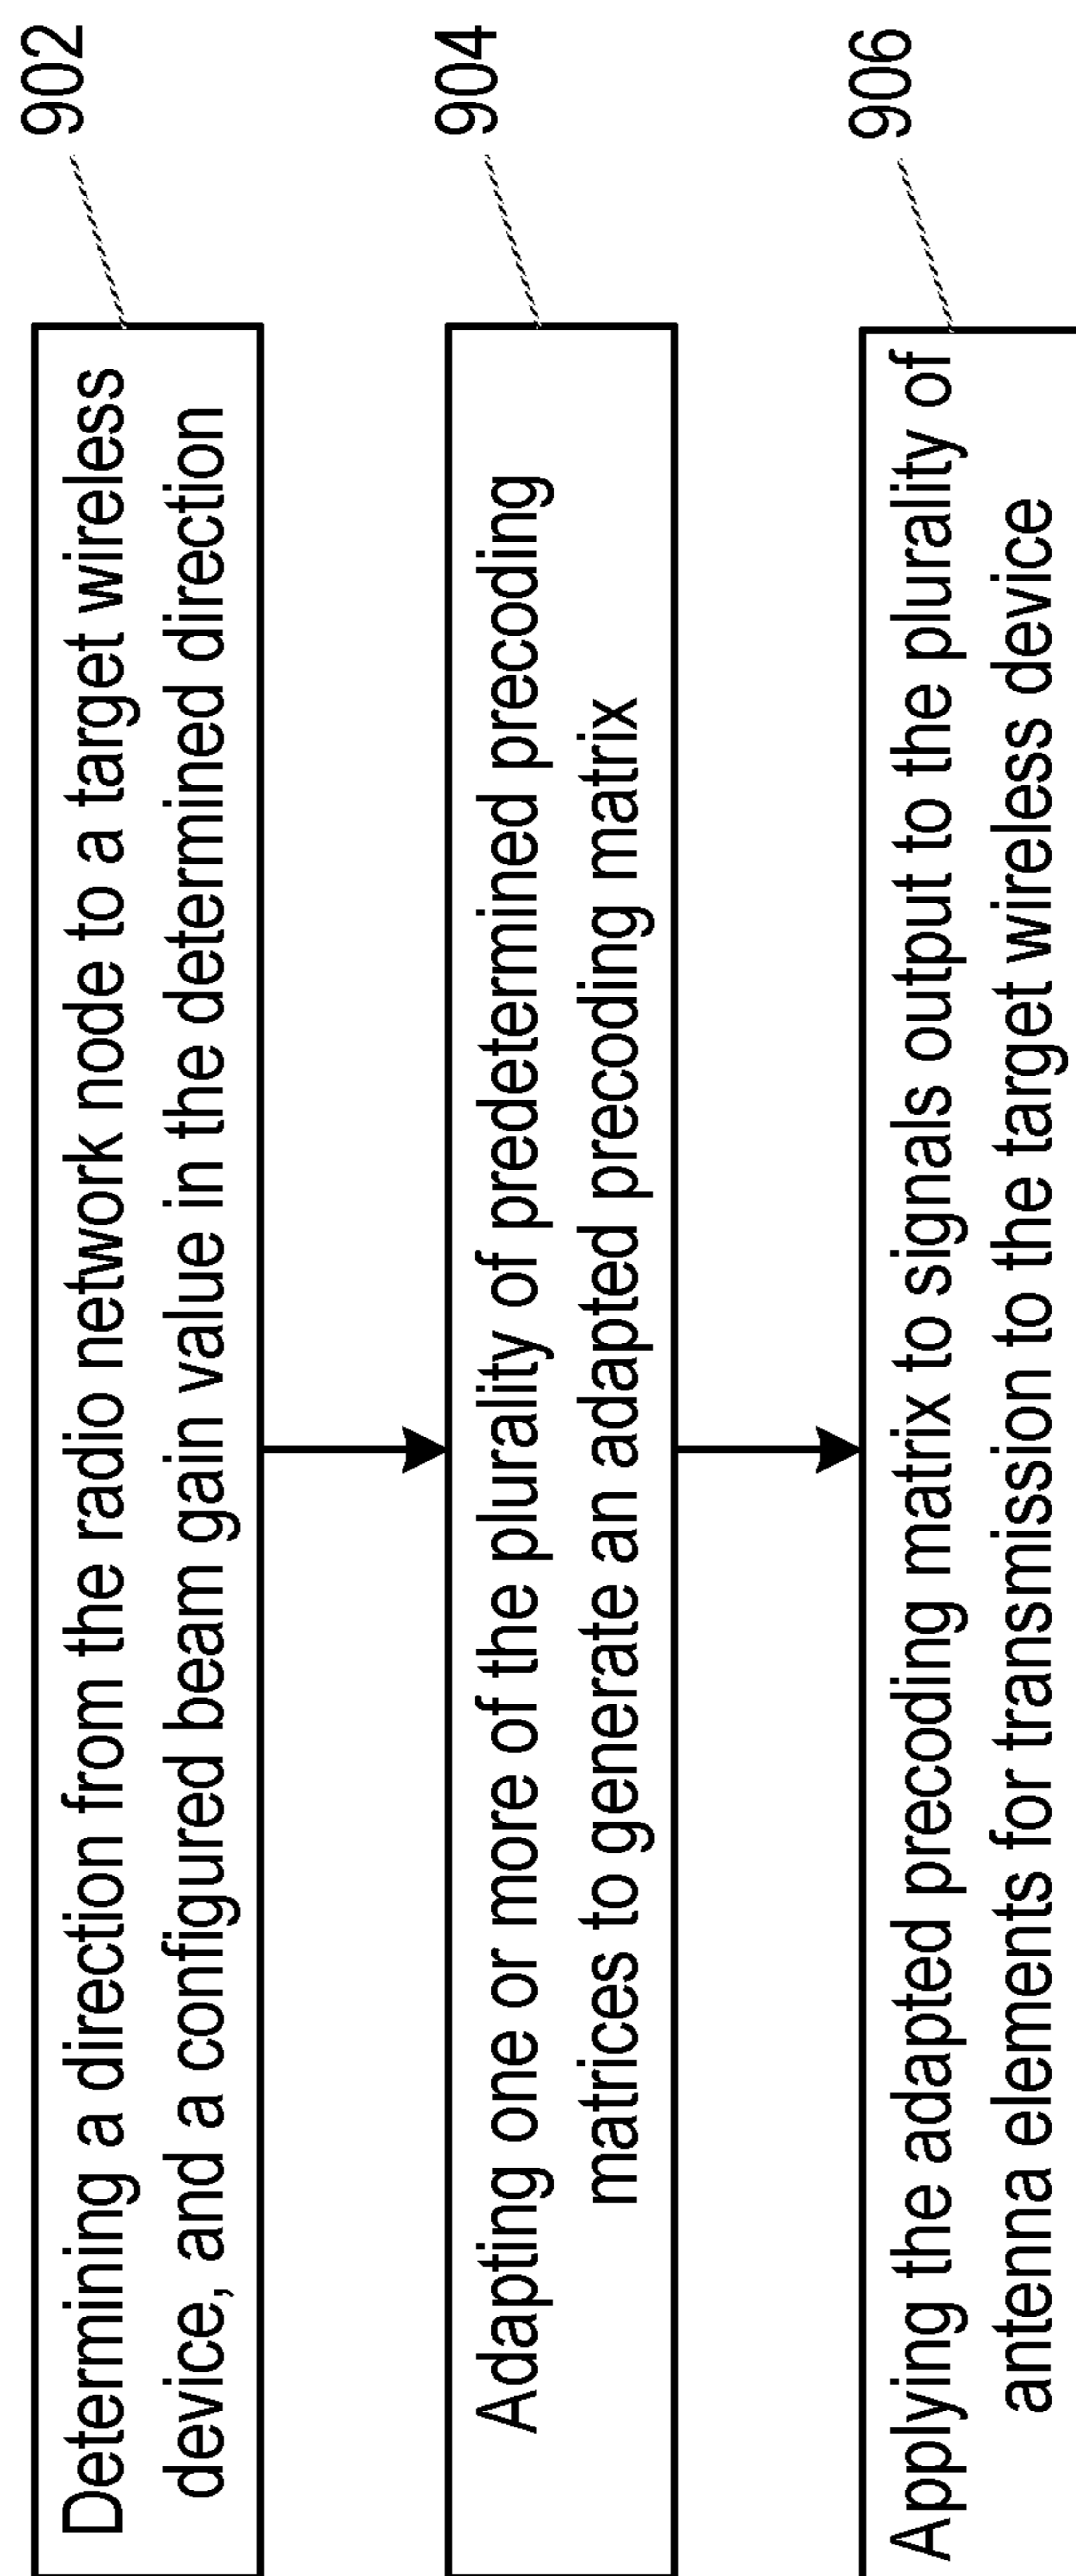 Determining a direction from the radio network node to a target wireless
device, and a configured beam gain value in the determined direction
902
Adapting one or more of the plurality of predetermined precoding
matrices to generate an adapted precoding matrix
904
Applying the adapted precoding matrix to signals output to the plurality of
antenna elements for transmission to the target wireless device
906